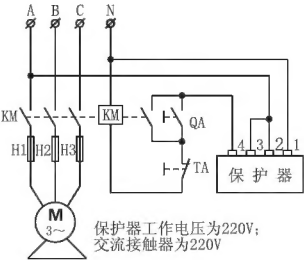 A B C N
KM
KM
QA
H1 H2 H3
TA
4 3 2 1
保护器
M
3～
保护器工作电压为220V；
交流接触器为220V